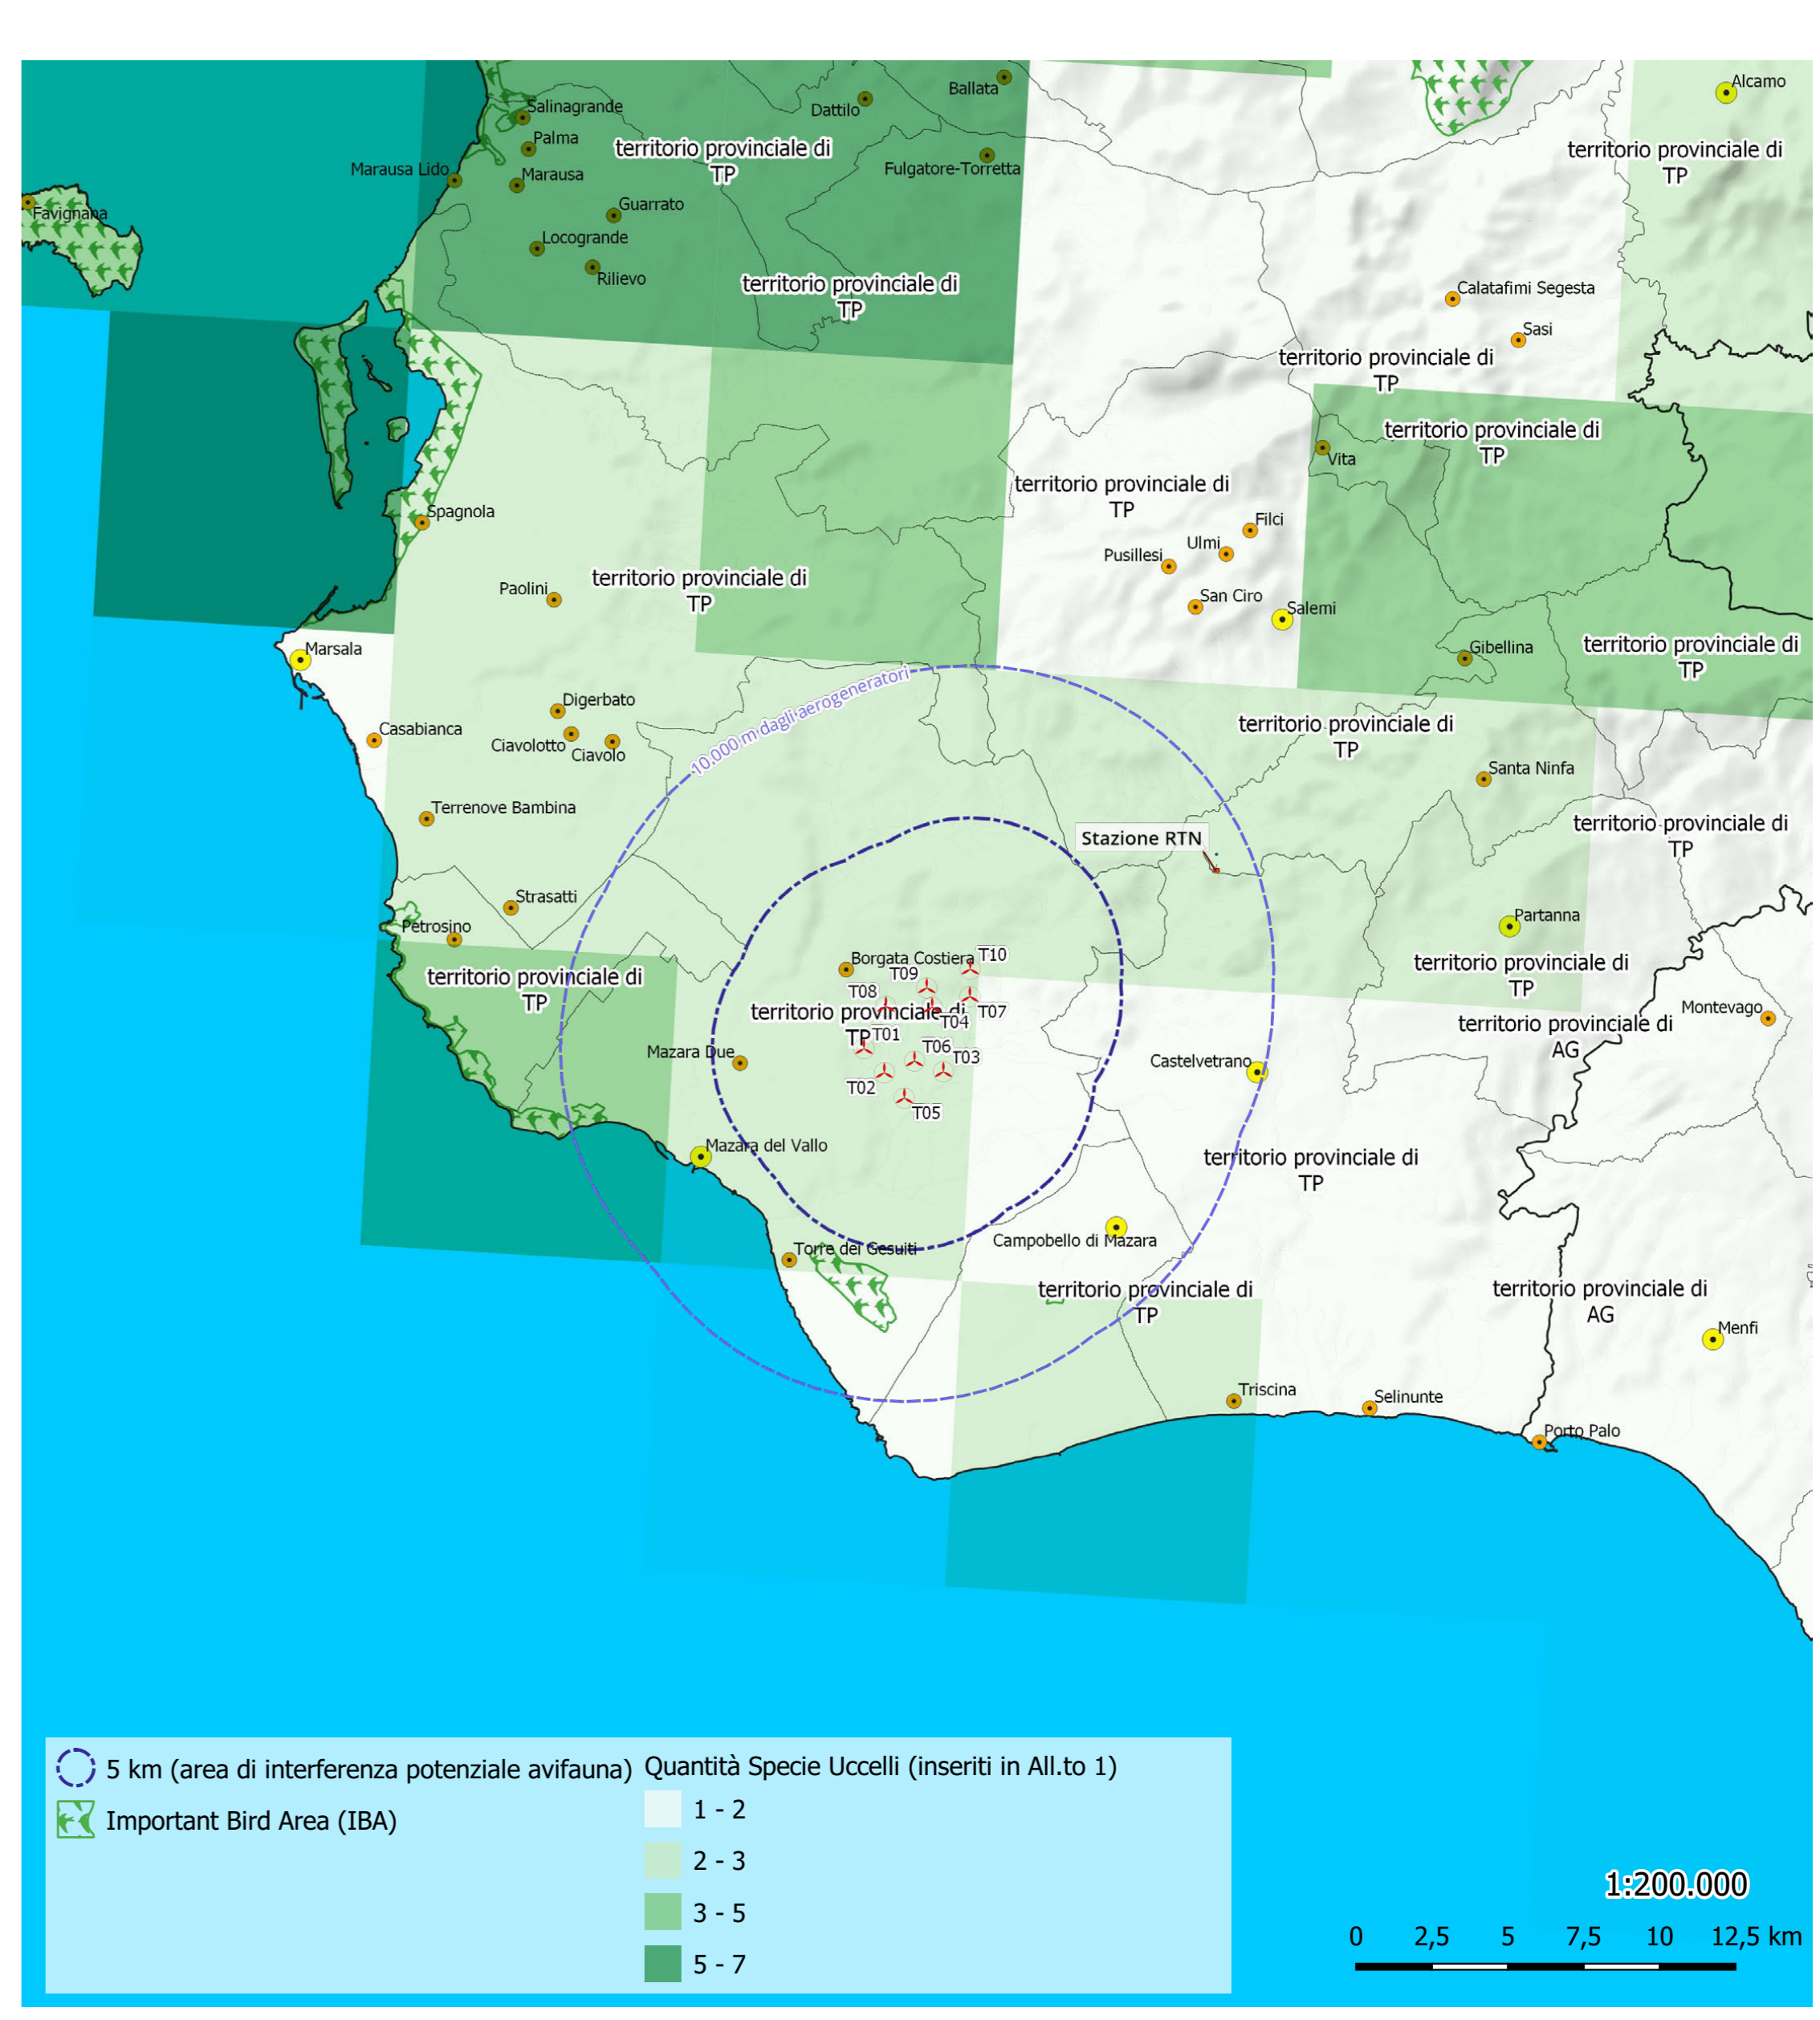 Ballata
Alcamo
Dattilo
Salinagrande
Palma
territorio provinciale di
TP
territorio provinciale di
TP
Marausa Lido
Marausa
Fulgatore-Torretta
Favignana
Guarrato
Locogrande
Rilievo
territorio provinciale di
TP
Calatafimi Segesta
Sasi
territorio provinciale di
TP
territorio provinciale di
TP
Vita
territorio provinciale di
TP
Spagnola
Filci
Ulmi
Pusillesi
Paolini
territorio provinciale di
TP
San Ciro
Salemi
Marsala
Gibellina
territorio provinciale di
TP
10.000 m dagli aerogeneratori
Digerbato
Casabianca
Ciavolotto
Ciavolo
territorio provinciale di
TP
Santa Ninfa
Terrenove Bambina
territorio provinciale di
TP
Stazione RTN
Strasatti
Petrosino
Partanna
Borgata Costiera
T10
T09
territorio provinciale di
TP
territorio provinciale di
TP
T08
territorio provinciale di
TP
T07
T04
Montevago
territorio provinciale di
AG
T01
T06
T03
Mazara Due
Castelvetrano
T02
T05
Mazara del Vallo
territorio provinciale di
TP
Campobello di Mazara
Torre dei Gesuiti
territorio provinciale di
TP
territorio provinciale di
AG
Menfi
Triscina
Selinunte
Porto Palo
5 km (area di interferenza potenziale avifauna)
Important Bird Area (IBA)
Quantità Specie Uccelli (inseriti in All.to 1)
1 - 2
2 - 3
3 - 5
5 - 7
1:200.000
0 2,5 5 7,5 10 12,5 km